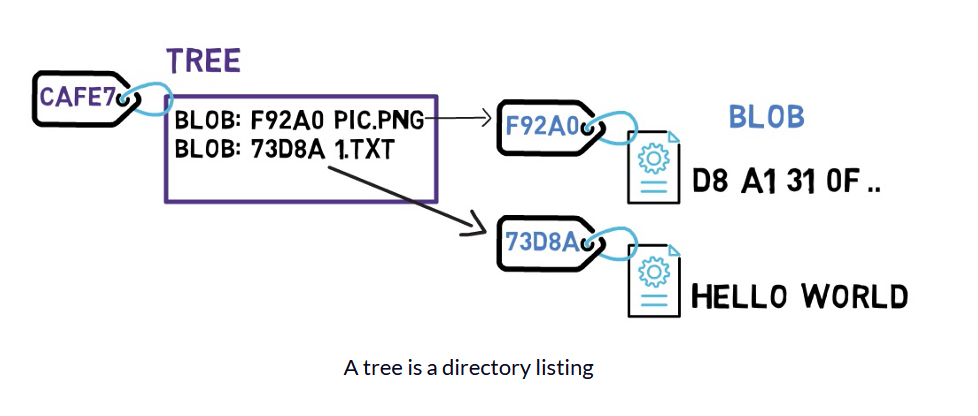 TREE
CAFE7
BLOB: F92A0 PIC.PNG
BLOB: 73D8A 1.TXT
F92A0
BLOB
D8 A1 31 0F ..
73D8A
HELLO WORLD
A tree is a directory listing